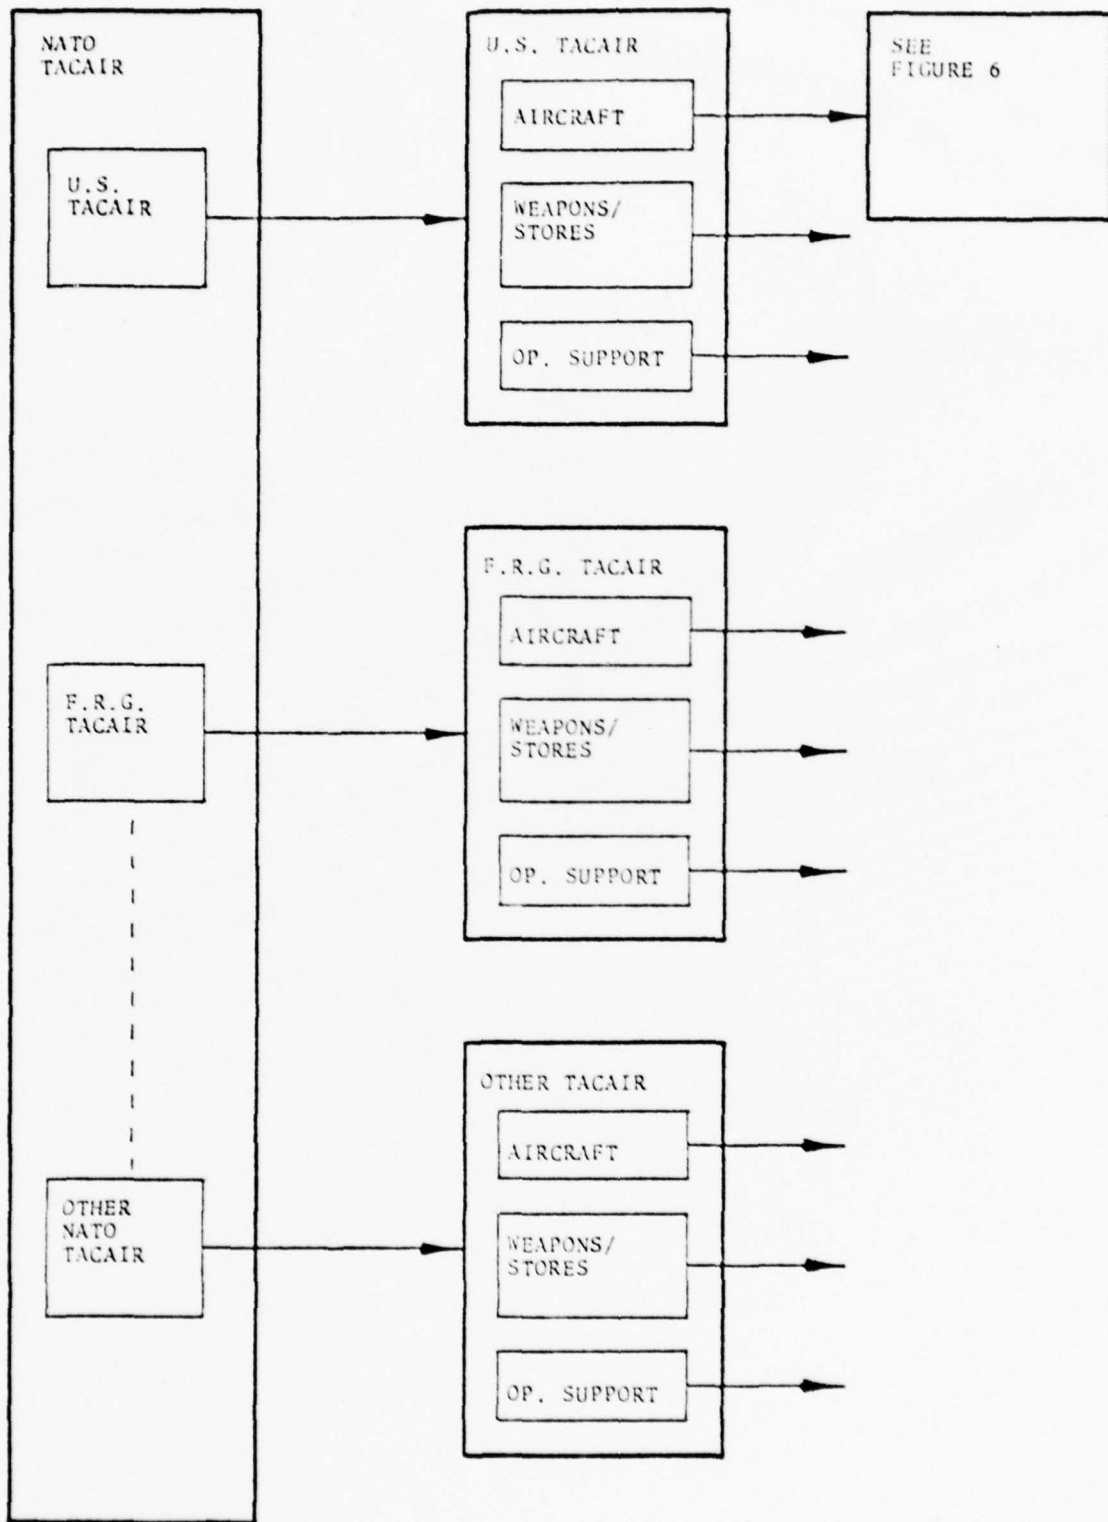 NATO
TACAIR
U.S.
TACAIR
F.R.G.
TACAIR
OTHER
NATO
TACAIR
U.S. TACAIR
AIRCRAFT
WEAPONS/
STORES
OP. SUPPORT
F.R.G. TACAIR
AIRCRAFT
WEAPONS/
STORES
OP. SUPPORT
OTHER TACAIR
AIRCRAFT
WEAPONS/
STORES
OP. SUPPORT
SEE
FIGURE 6